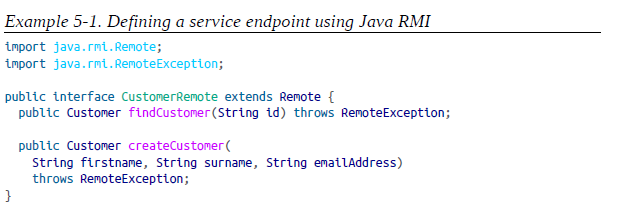 Example 5-1. Defining a service endpoint using Java RMI
import java.rmi.Remote;
import java.rmi.RemoteException;
public interface CustomerRemote extends Remote {
public Customer findCustomer(String id) throws RemoteException;
public Customer createCustomer(
String firstname, String surname, String emailAddress)
throws RemoteException;
}